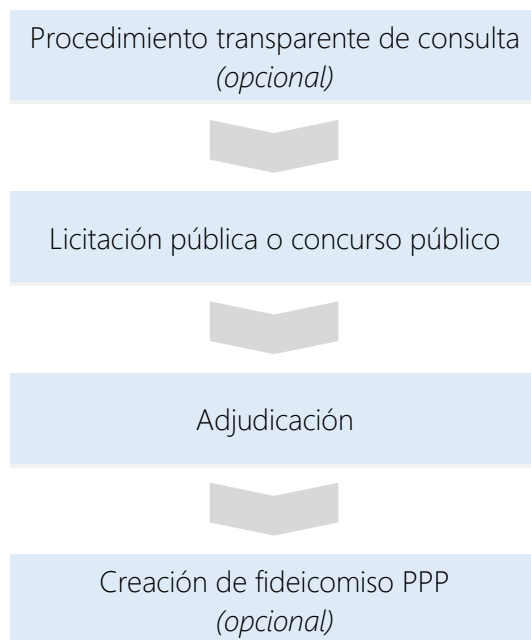 Procedimiento transparente de consulta
(opcional)
Licitación pública o concurso público
Adjudicación
Creación de fideicomiso PPP
(opcional)